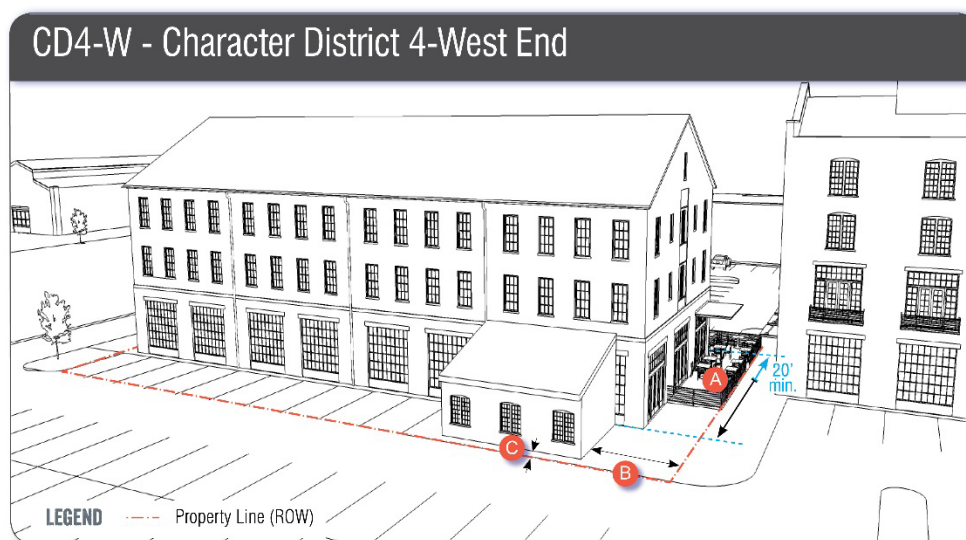 CD4-W - Character District 4-West End
A
20'
min.
C
B
LEGEND
Property Line (ROW)